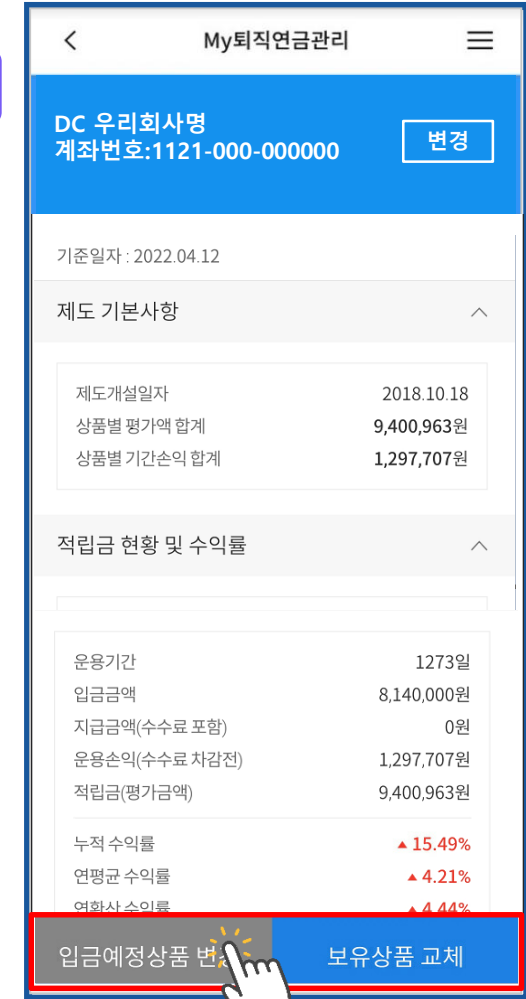 My퇴직연금관리
DC 우리회사명
계좌번호:1121-000-000000
변경
기준일자 : 2022.04.12
제도 기본사항
제도개설일자 2018.10.18
상품별 평가액 합계 9,400,963원
상품별 기간손익 합계 1,297,707원
적립금 현황 및 수익률
운용기간 1273일
입금금액 8,140,000원
지급금액(수수료 포함) 0원
운용손익(수수료 차감전) 1,297,707원
적립금(평가금액) 9,400,963원
누적 수익률 ▲ 15.49%
연평균 수익률 ▲ 4.21%
연환산 수익률 ▲ 4.44%
입금예정상품
보유상품 교체